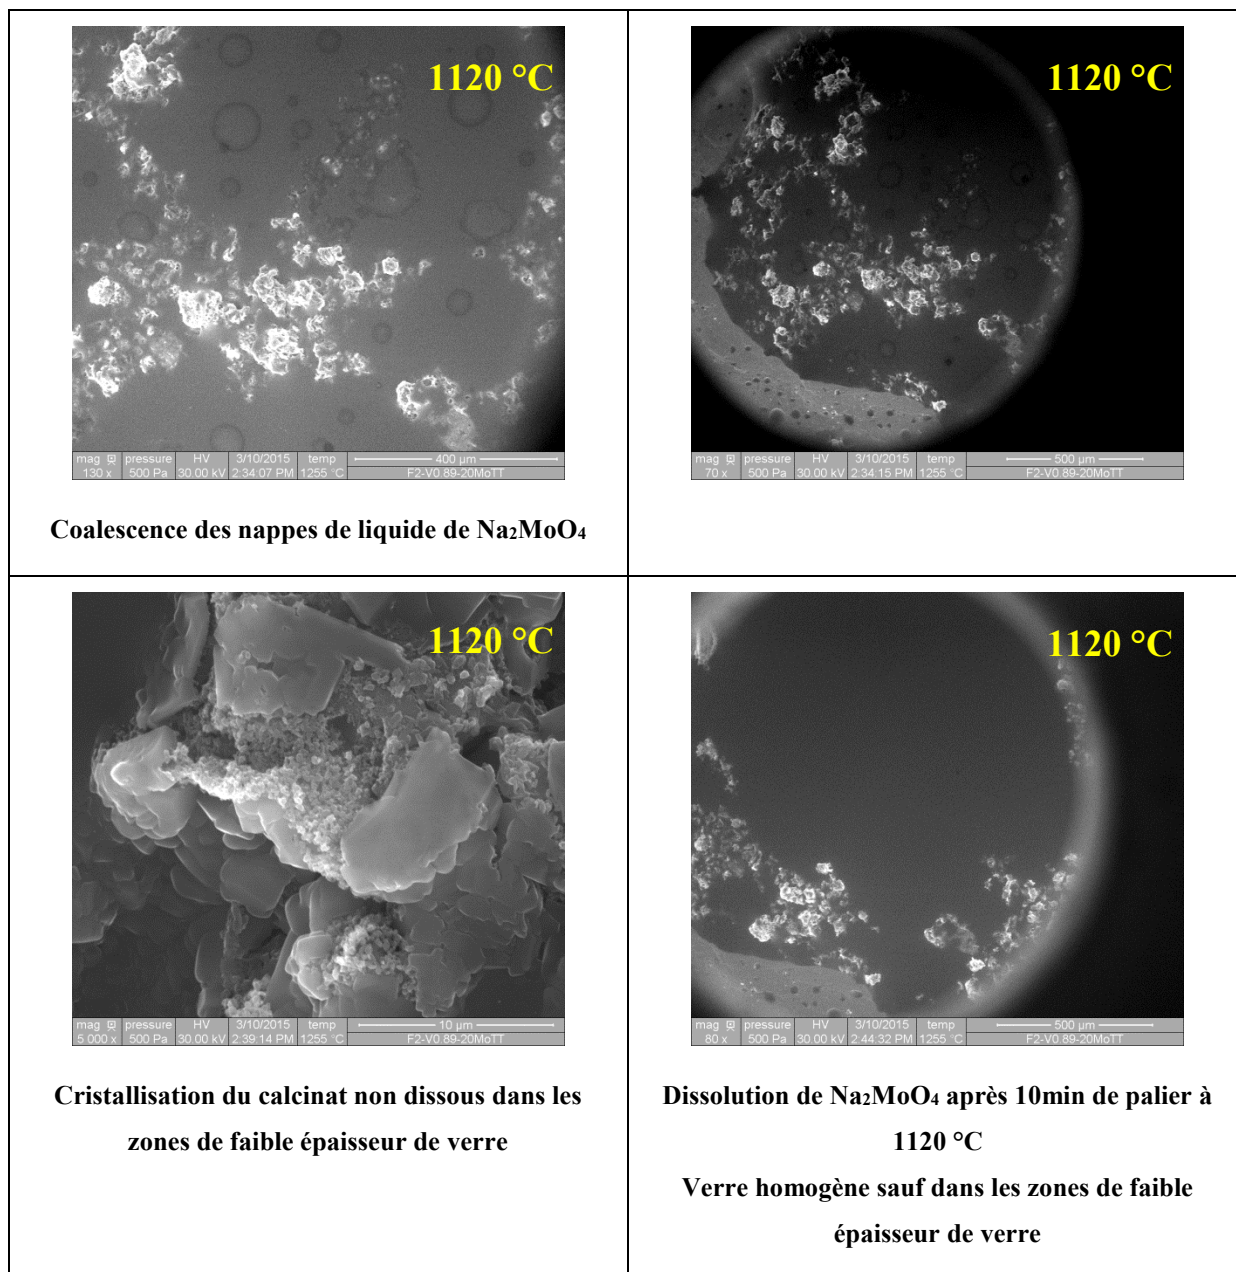 1120 °C
mag pressure HV 3/10/2015 temp 400 µm
130 x 500 Pa 30.00 kV 2:34:07 PM 1255 °C F2-V0.89-20MoTT
Coalescence des nappes de liquide de Na₂MoO₄
1120 °C
mag pressure HV 3/10/2015 temp 500 µm
70 x 500 Pa 30.00 kV 2:34:15 PM 1255 °C F2-V0.89-20MoTT
1120 °C
mag pressure HV 3/10/2015 temp 10 µm
5 000 x 500 Pa 30.00 kV 2:39:14 PM 1255 °C F2-V0.89-20MoTT
Cristallisation du calcinat non dissous dans les
zones de faible épaisseur de verre
1120 °C
mag pressure HV 3/10/2015 temp 500 µm
80 x 500 Pa 30.00 kV 2:44:32 PM 1255 °C F2-V0.89-20MoTT
Dissolution de Na₂MoO₄ après 10min de palier à
1120 °C
Verre homogène sauf dans les zones de faible
épaisseur de verre